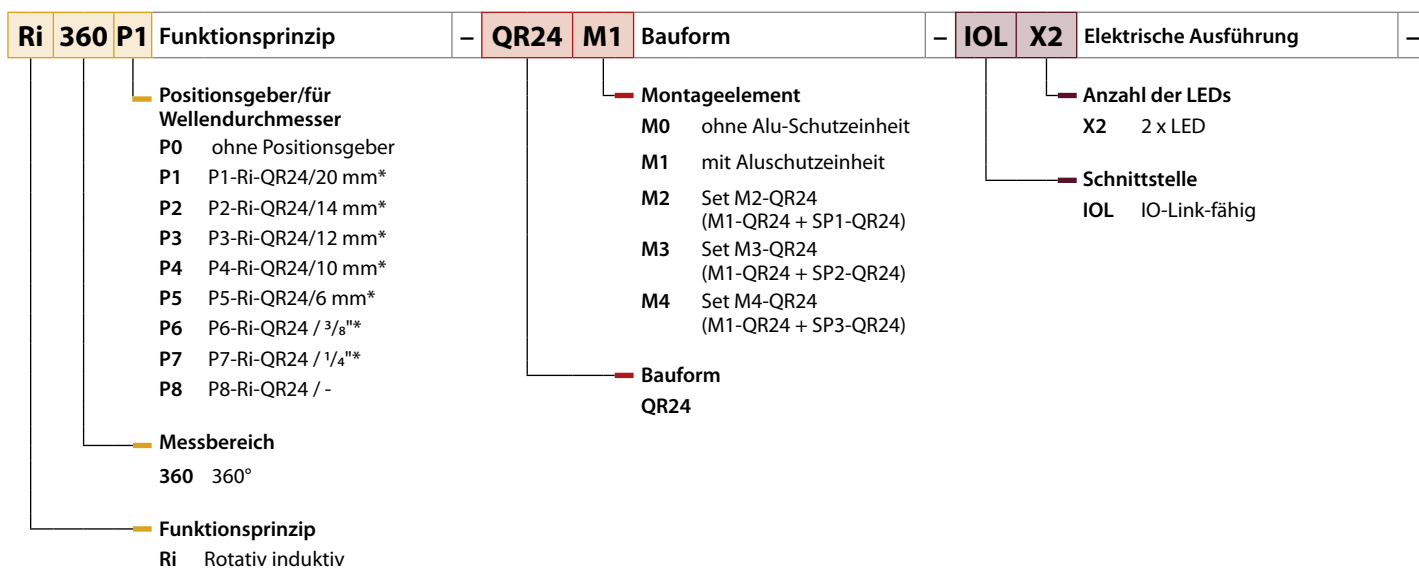 Ri 360 P1 Funktionsprinzip – QR24 M1 Bauform – IOL X2 Elektrische Ausführung –
Positionsgeber/für
Wellendurchmesser
P0 ohne Positionsgeber
P1 P1-Ri-QR24/20 mm*
P2 P2-Ri-QR24/14 mm*
P3 P3-Ri-QR24/12 mm*
P4 P4-Ri-QR24/10 mm*
P5 P5-Ri-QR24/6 mm*
P6 P6-Ri-QR24 / ³/₈"*
P7 P7-Ri-QR24 / ¹/₄"*
P8 P8-Ri-QR24 / -
Messbereich
360 360°
Funktionsprinzip
Ri Rotativ induktiv
Montageelement
M0 ohne Alu-Schutzeinheit
M1 mit Aluschutzeinheit
M2 Set M2-QR24
(M1-QR24 + SP1-QR24)
M3 Set M3-QR24
(M1-QR24 + SP2-QR24)
M4 Set M4-QR24
(M1-QR24 + SP3-QR24)
Bauform
QR24
Anzahl der LEDs
X2 2 x LED
Schnittstelle
IOL IO-Link-fähig